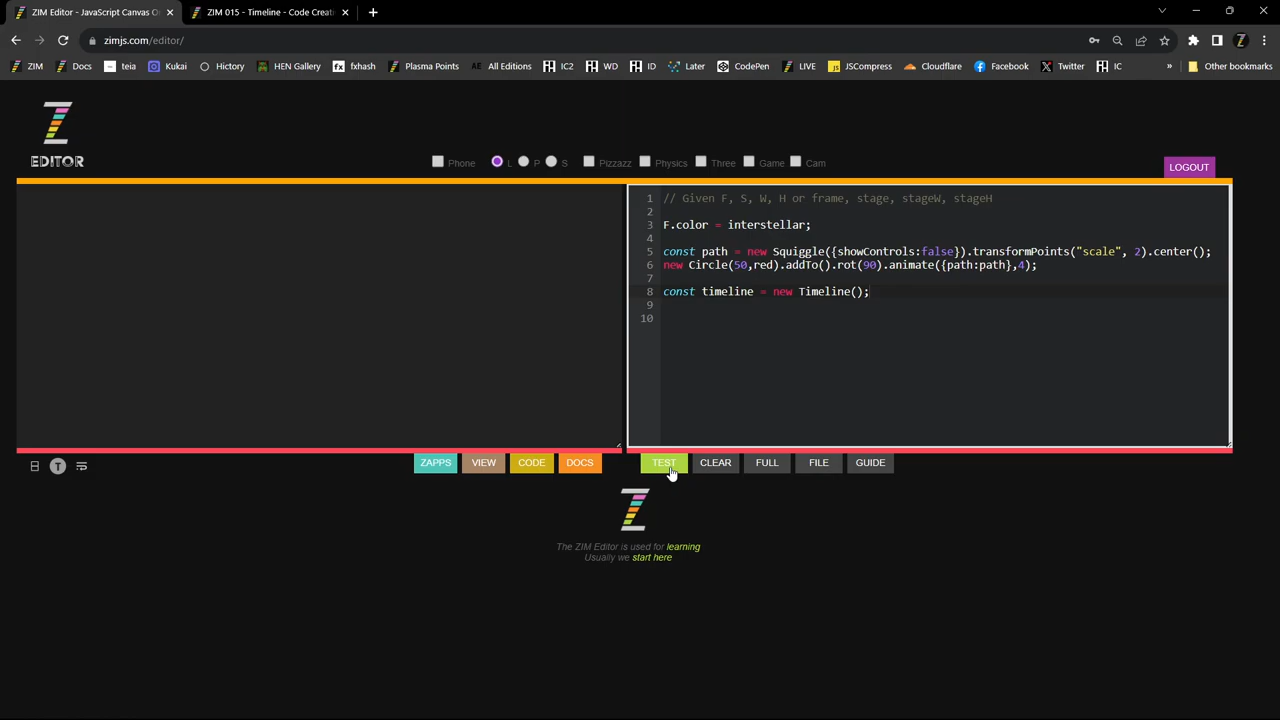 ZIM Editor - JavaScript Canvas O
ZIM 015 - Timeline - Code Creati
zimjs.com/editor/
ZIM
Docs
teia
Kukai
Hictory
HEN Gallery
fxhash
Plasma Points
All Editions
IC2
WD
ID
Later
CodePen
LIVE
JSCompress
Cloudflare
Facebook
Twitter
IC
»
Other bookmarks
EDITOR
Phone
L
P
S
Pizzazz
Physics
Three
Game
Cam
LOGOUT
1 // Given F, S, W, H or frame, stage, stageW, stageH
2
3 F.color = interstellar;
4
5 const path = new Squiggle({showControls:false}).transformPoints("scale", 2).center();
6 new Circle(50,red).addTo().rot(90).animate({path:path},4);
7
8 const timeline = new Timeline();
9
10
T
ZAPPS
VIEW
CODE
DOCS
TEST
CLEAR
FULL
FILE
GUIDE
The ZIM Editor is used for learning
Usually we start here